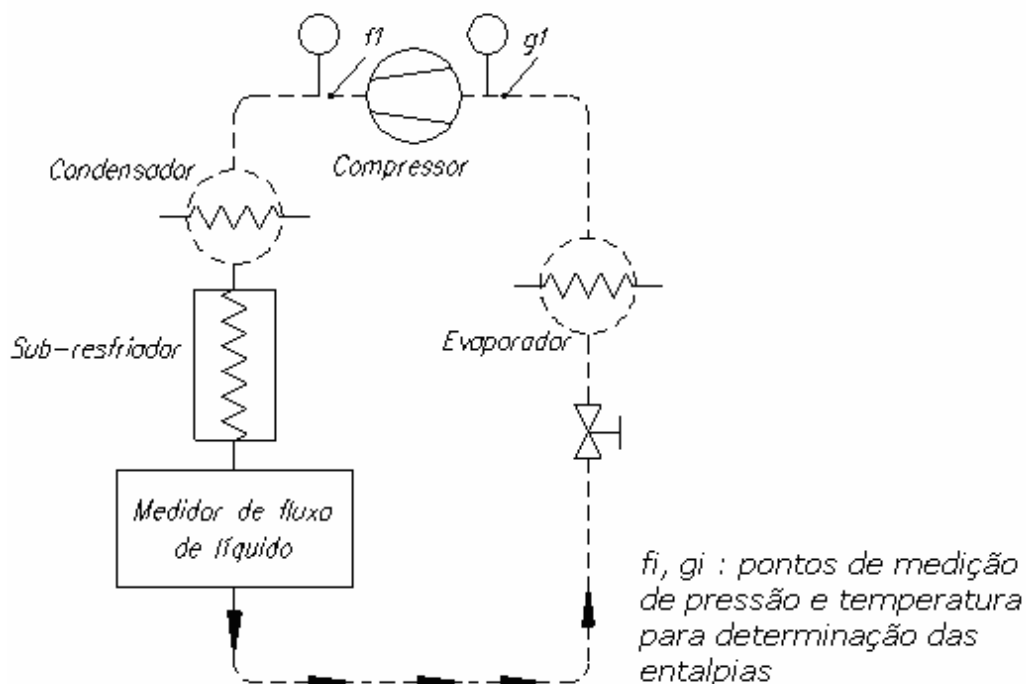 f1
g1
Compressor
Condensador
Sub-resfriador
Evaporador
Medidor de fluxo
de líquido
fi, gi : pontos de medição
de pressão e temperatura
para determinação das
entalpias